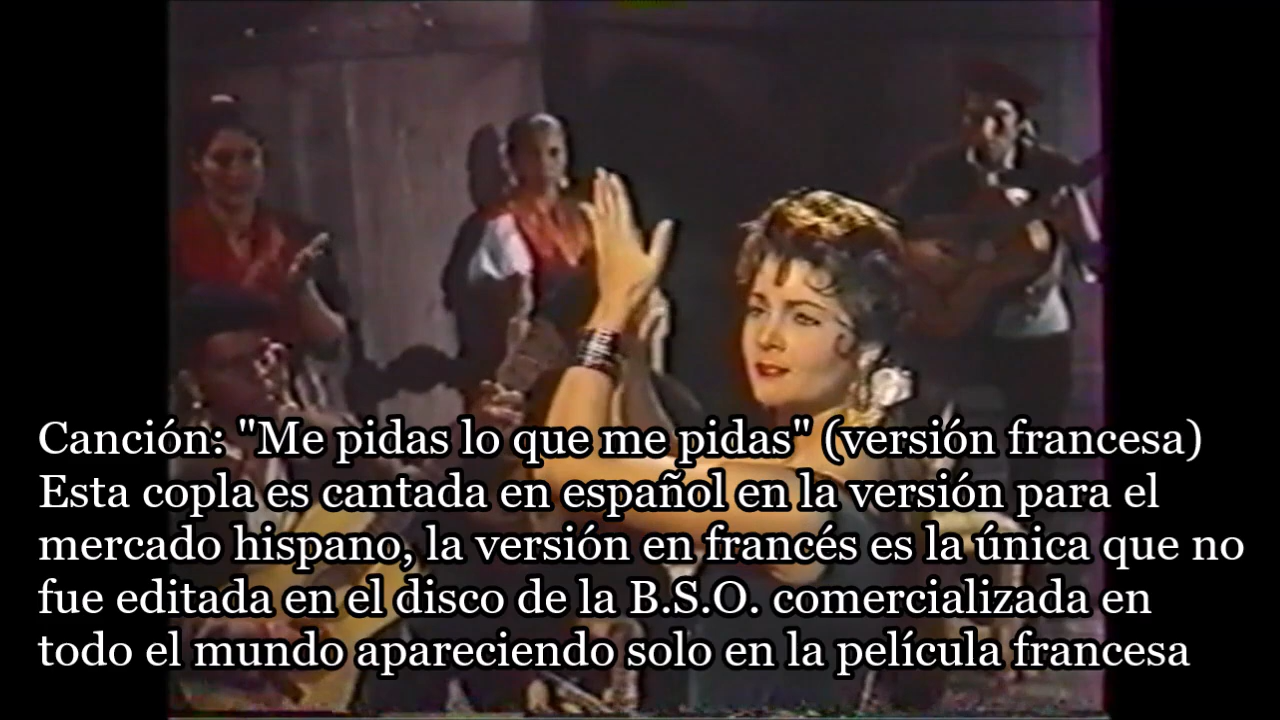 Canción: "Me pidas lo que me pidas" (versión francesa)
Esta copla es cantada en español en la versión para el
mercado hispano, la versión en francés es la única que no
fue editada en el disco de la B.S.O. comercializada en
todo el mundo apareciendo solo en la película francesa